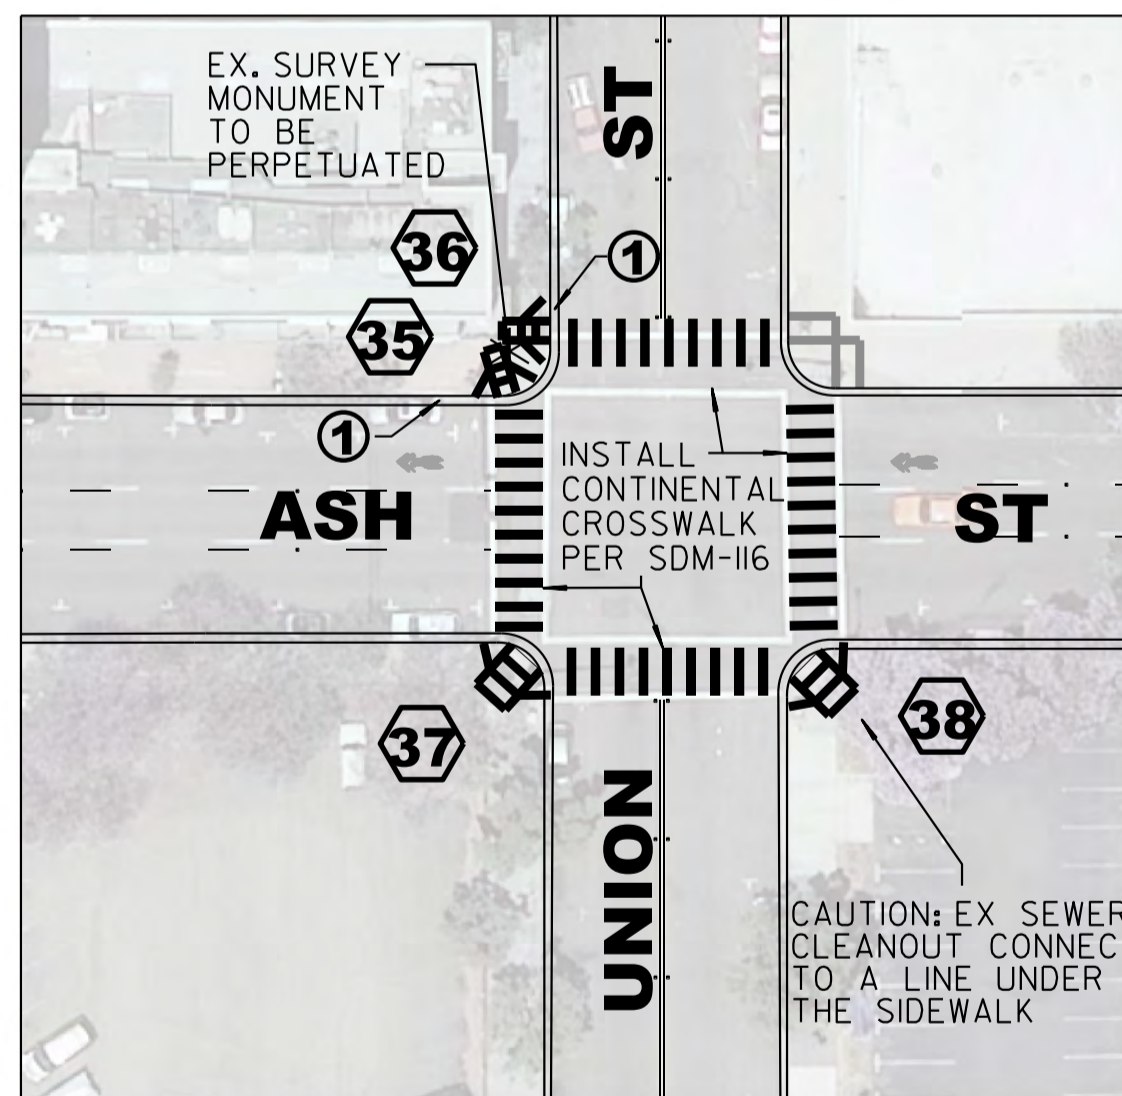 EX. SURVEY
MONUMENT
TO BE
PERPETUATED
ST
36
1
35
1
INSTALL
CONTINENTAL
CROSSWALK
PER SDM-116
ASH
ST
37
38
UNION
CAUTION: EX SEWER
CLEANOUT CONNEC
TO A LINE UNDER
THE SIDEWALK